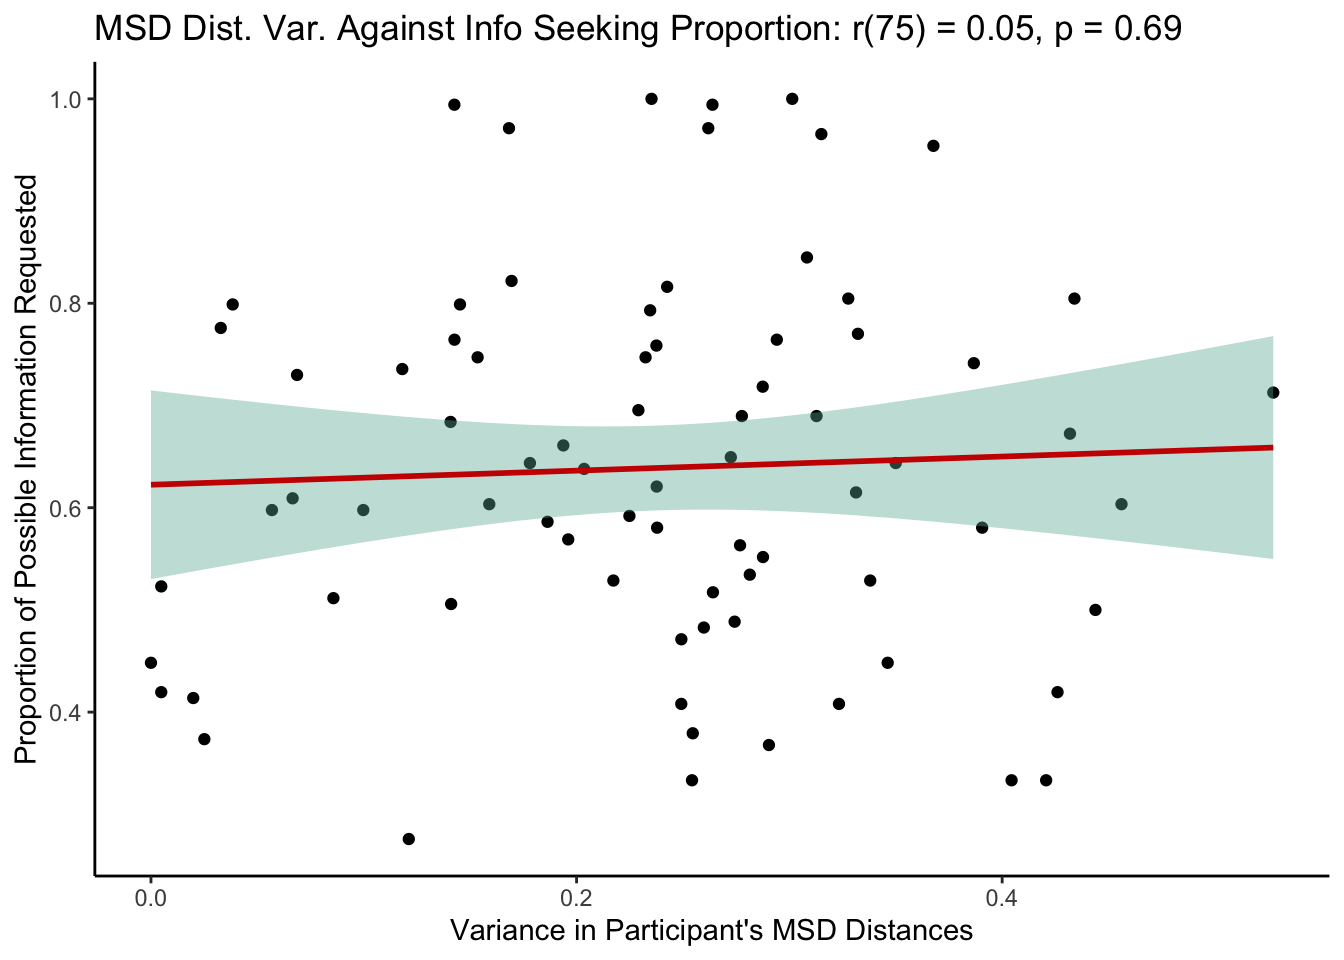 MSD Dist. Var. Against Info Seeking Proportion: r(75) = 0.05, p = 0.69
Proportion of Possible Information Requested
1.0
0.8
0.6
0.4
0.0
0.2
0.4
Variance in Participant's MSD Distances